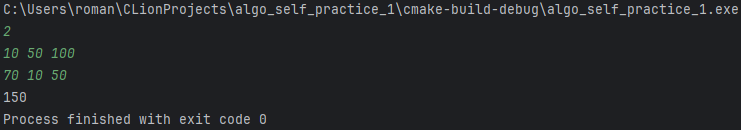 C:\Users\roman\CLionProjects\algo_self_practice_1\cmake-build-debug\algo_self_practice_1.exe
2
10 50 100
70 10 50
150
Process finished with exit code 0